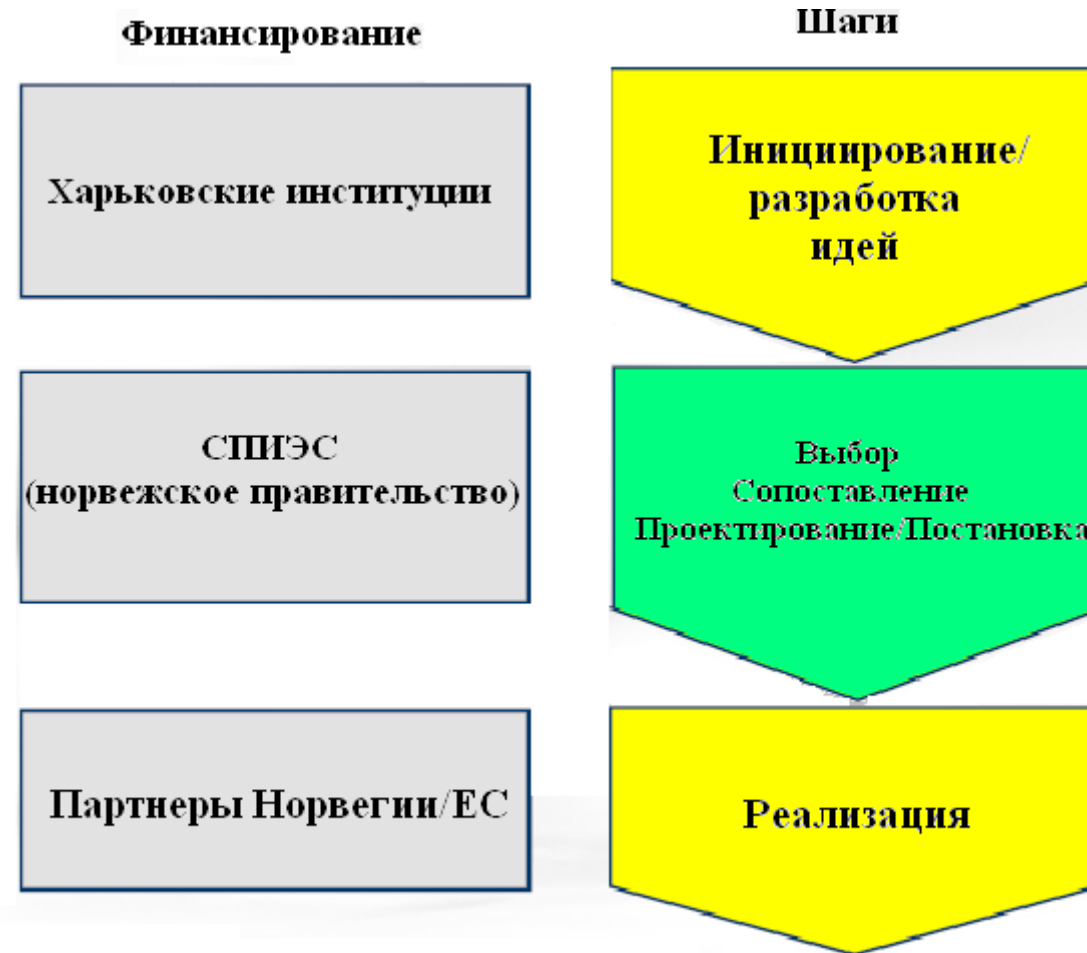 Финансирование
Шаги
Харьковские институции
Инициирование/
разработка
идей
СПИЭС
(норвежское правительство)
Выбор
Сопоставление
Проектирование/Постановка
Партнеры Норвегии/ЕС
Реализация